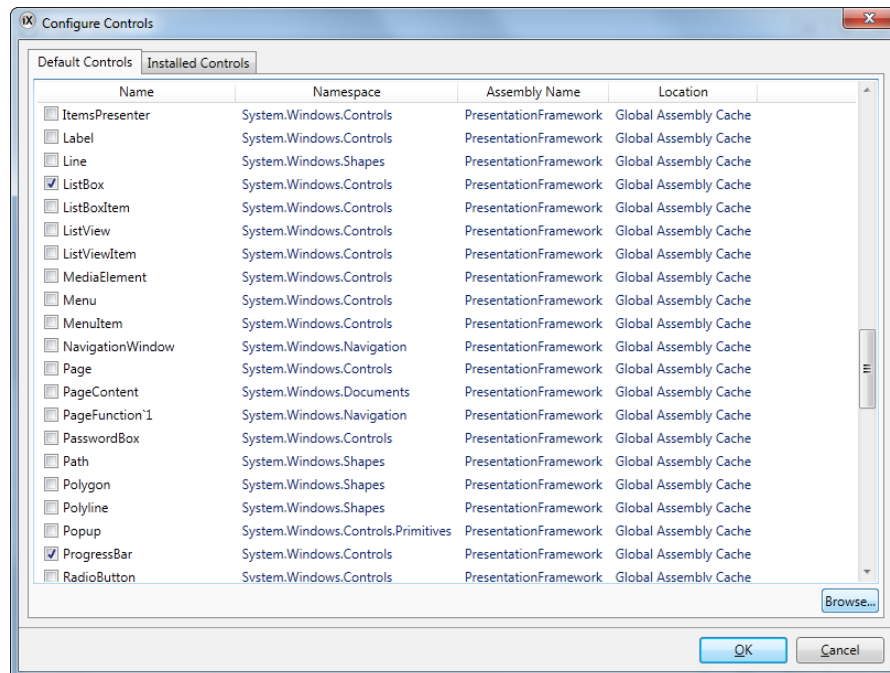 iX Configure Controls
Default Controls Installed Controls
Name Namespace Assembly Name Location
ItemsPresenter System.Windows.Controls PresentationFramework Global Assembly Cache
Label System.Windows.Controls PresentationFramework Global Assembly Cache
Line System.Windows.Shapes PresentationFramework Global Assembly Cache
ListBox System.Windows.Controls PresentationFramework Global Assembly Cache
ListBoxItem System.Windows.Controls PresentationFramework Global Assembly Cache
ListView System.Windows.Controls PresentationFramework Global Assembly Cache
ListViewItem System.Windows.Controls PresentationFramework Global Assembly Cache
MediaElement System.Windows.Controls PresentationFramework Global Assembly Cache
Menu System.Windows.Controls PresentationFramework Global Assembly Cache
MenuItem System.Windows.Controls PresentationFramework Global Assembly Cache
NavigationWindow System.Windows.Navigation PresentationFramework Global Assembly Cache
Page System.Windows.Controls PresentationFramework Global Assembly Cache
PageContent System.Windows.Documents PresentationFramework Global Assembly Cache
PageFunction`1 System.Windows.Navigation PresentationFramework Global Assembly Cache
PasswordBox System.Windows.Controls PresentationFramework Global Assembly Cache
Path System.Windows.Shapes PresentationFramework Global Assembly Cache
Polygon System.Windows.Shapes PresentationFramework Global Assembly Cache
Polyline System.Windows.Shapes PresentationFramework Global Assembly Cache
Popup System.Windows.Controls.Primitives PresentationFramework Global Assembly Cache
ProgressBar System.Windows.Controls PresentationFramework Global Assembly Cache
RadioButton System.Windows.Controls PresentationFramework Global Assembly Cache
Browse...
OK Cancel